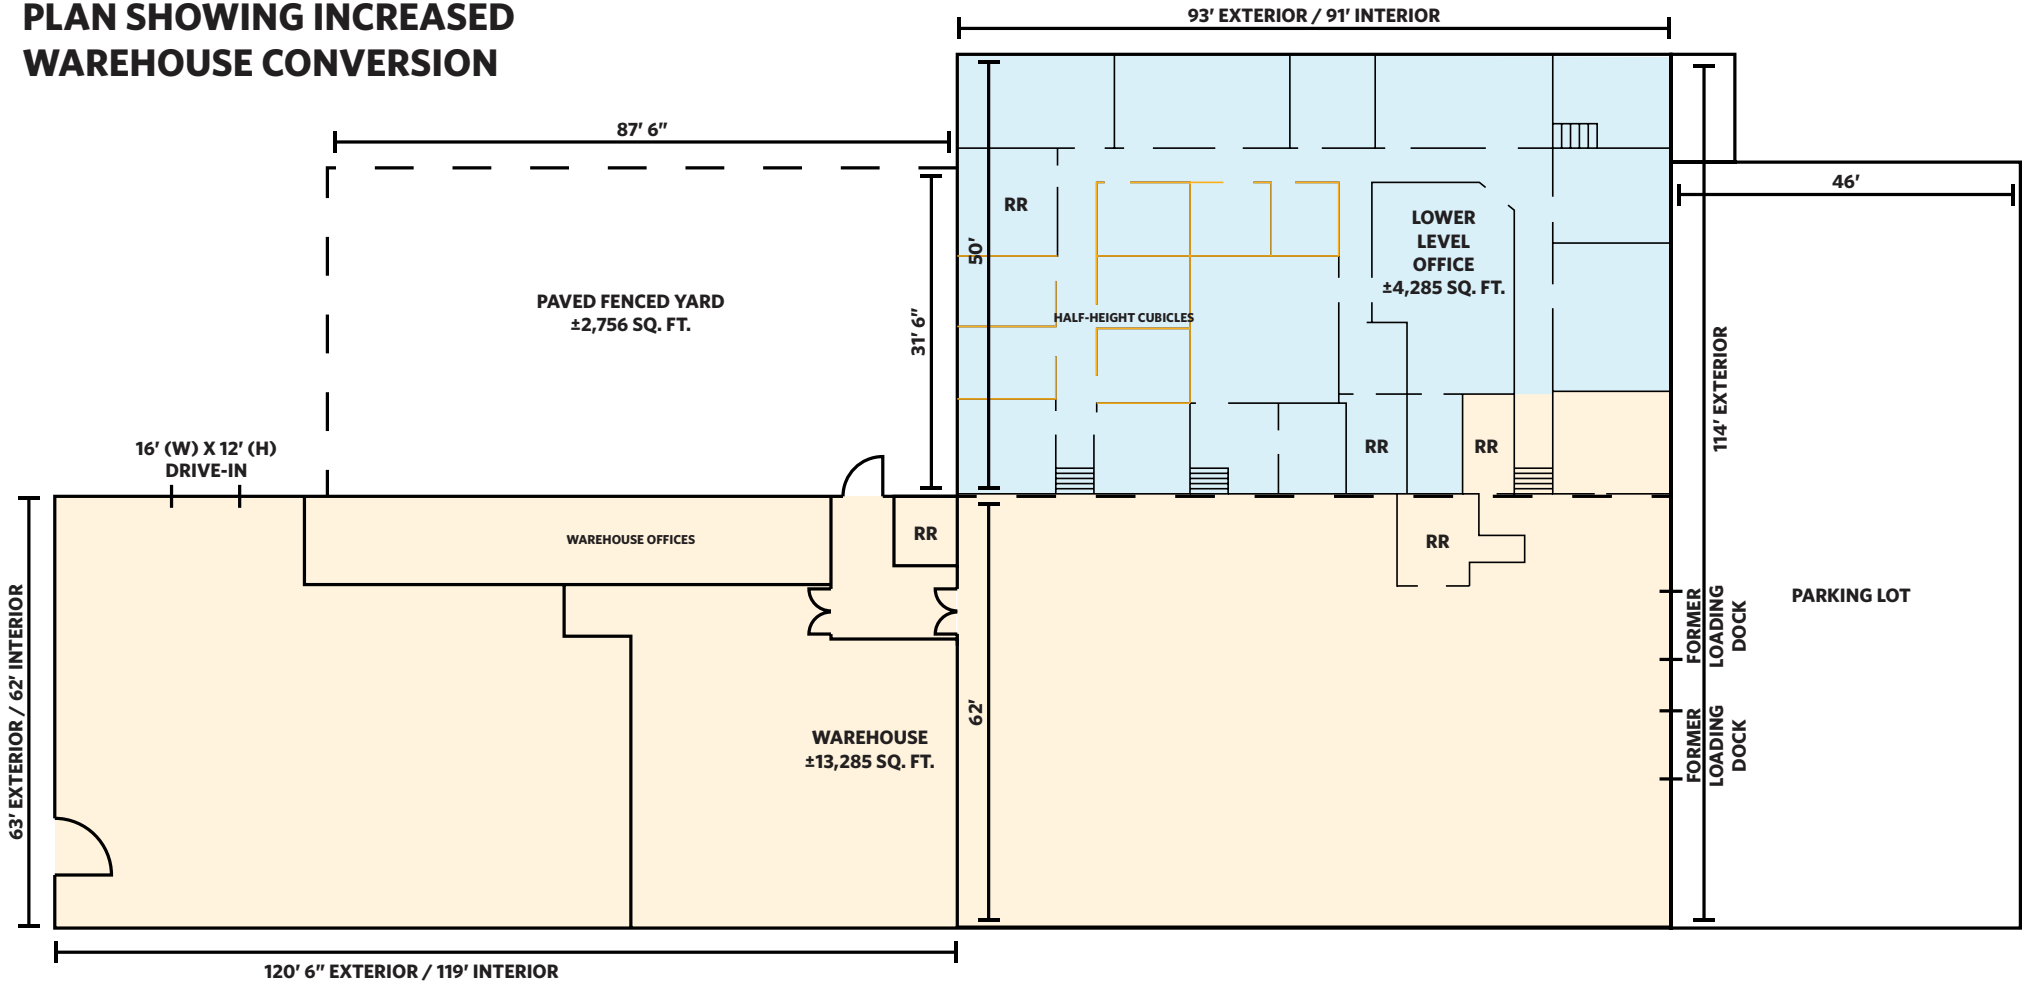 PLAN SHOWING INCREASED
WAREHOUSE CONVERSION
93′ EXTERIOR / 91′ INTERIOR
87′ 6″
46′
RR
LOWER
LEVEL
OFFICE
±4,285 SQ. FT.
50′
PAVED FENCED YARD
±2,756 SQ. FT.
31′ 6″
HALF-HEIGHT CUBICLES
114′ EXTERIOR
16′ (W) X 12′ (H)
DRIVE-IN
RR
RR
WAREHOUSE OFFICES
RR
RR
PARKING LOT
FORMER
LOADING
DOCK
63′ EXTERIOR / 62′ INTERIOR
62′
WAREHOUSE
±13,285 SQ. FT.
FORMER
LOADING
DOCK
120′ 6″ EXTERIOR / 119′ INTERIOR